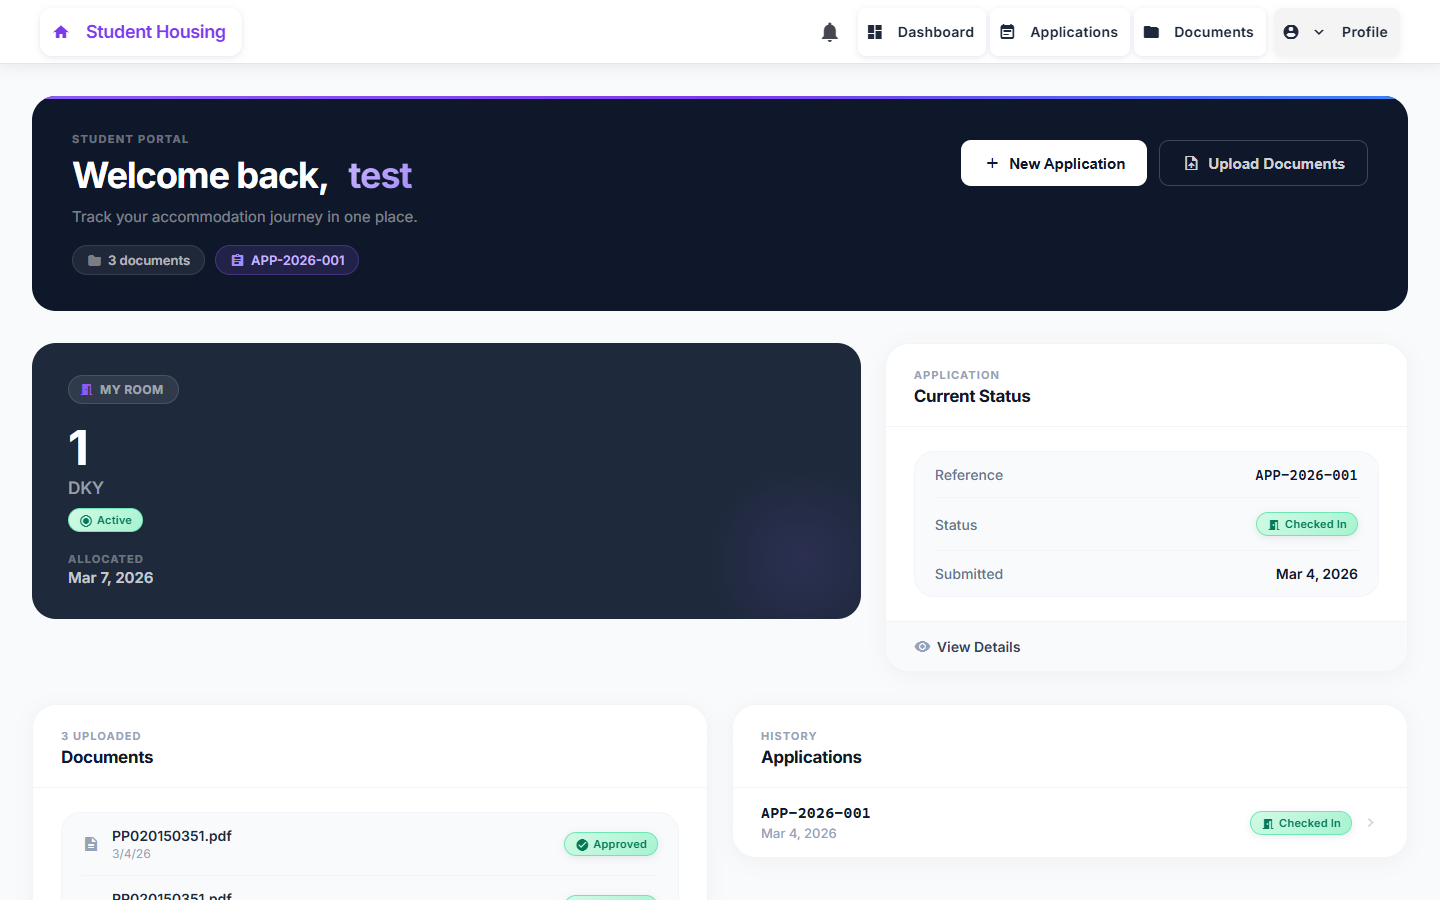 Student Housing
Dashboard
Applications
Documents
Profile
STUDENT PORTAL
Welcome back, test
Track your accommodation journey in one place.
3 documents
APP-2026-001
New Application
Upload Documents
MY ROOM
1
DKY
Active
ALLOCATED
Mar 7, 2026
APPLICATION
Current Status
Reference APP-2026-001
Status Checked In
Submitted Mar 4, 2026
View Details
3 UPLOADED
Documents
PP020150351.pdf
3/4/26
Approved
PP020150351.pdf
HISTORY
Applications
APP-2026-001
Mar 4, 2026
Checked In